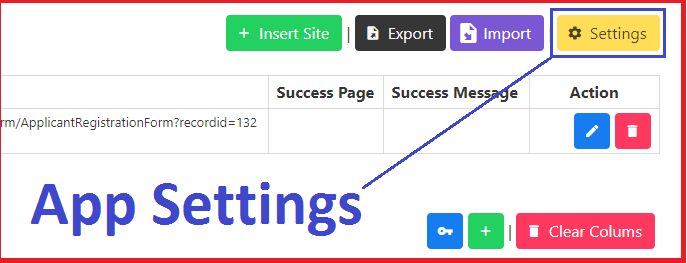 + Insert Site | Export Import Settings
Success Page Success Message Action
rm/ApplicantRegistrationForm?recordid=132
App Settings
+ | Clear Colums